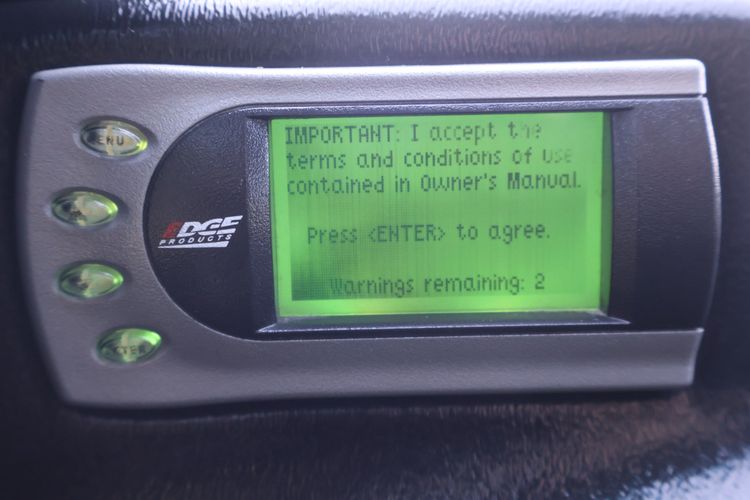 MENU
IMPORTANT: I accept the
terms and conditions of use
contained in Owner's Manual.
EDGE
PRODUCTS
Press <ENTER> to agree.
Warnings remaining: 2
ENTER